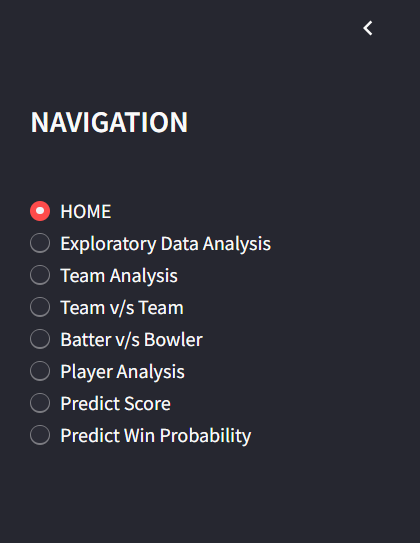 NAVIGATION
HOME
Exploratory Data Analysis
Team Analysis
Team v/s Team
Batter v/s Bowler
Player Analysis
Predict Score
Predict Win Probability